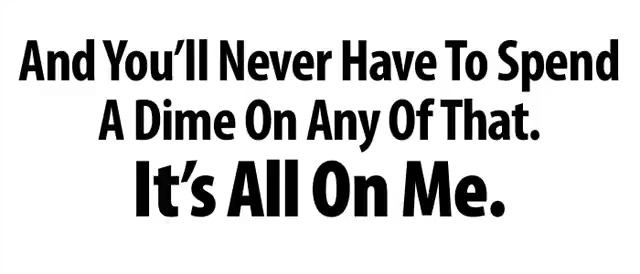 And You’ll Never Have To Spend
A Dime On Any Of That.
It’s All On Me.